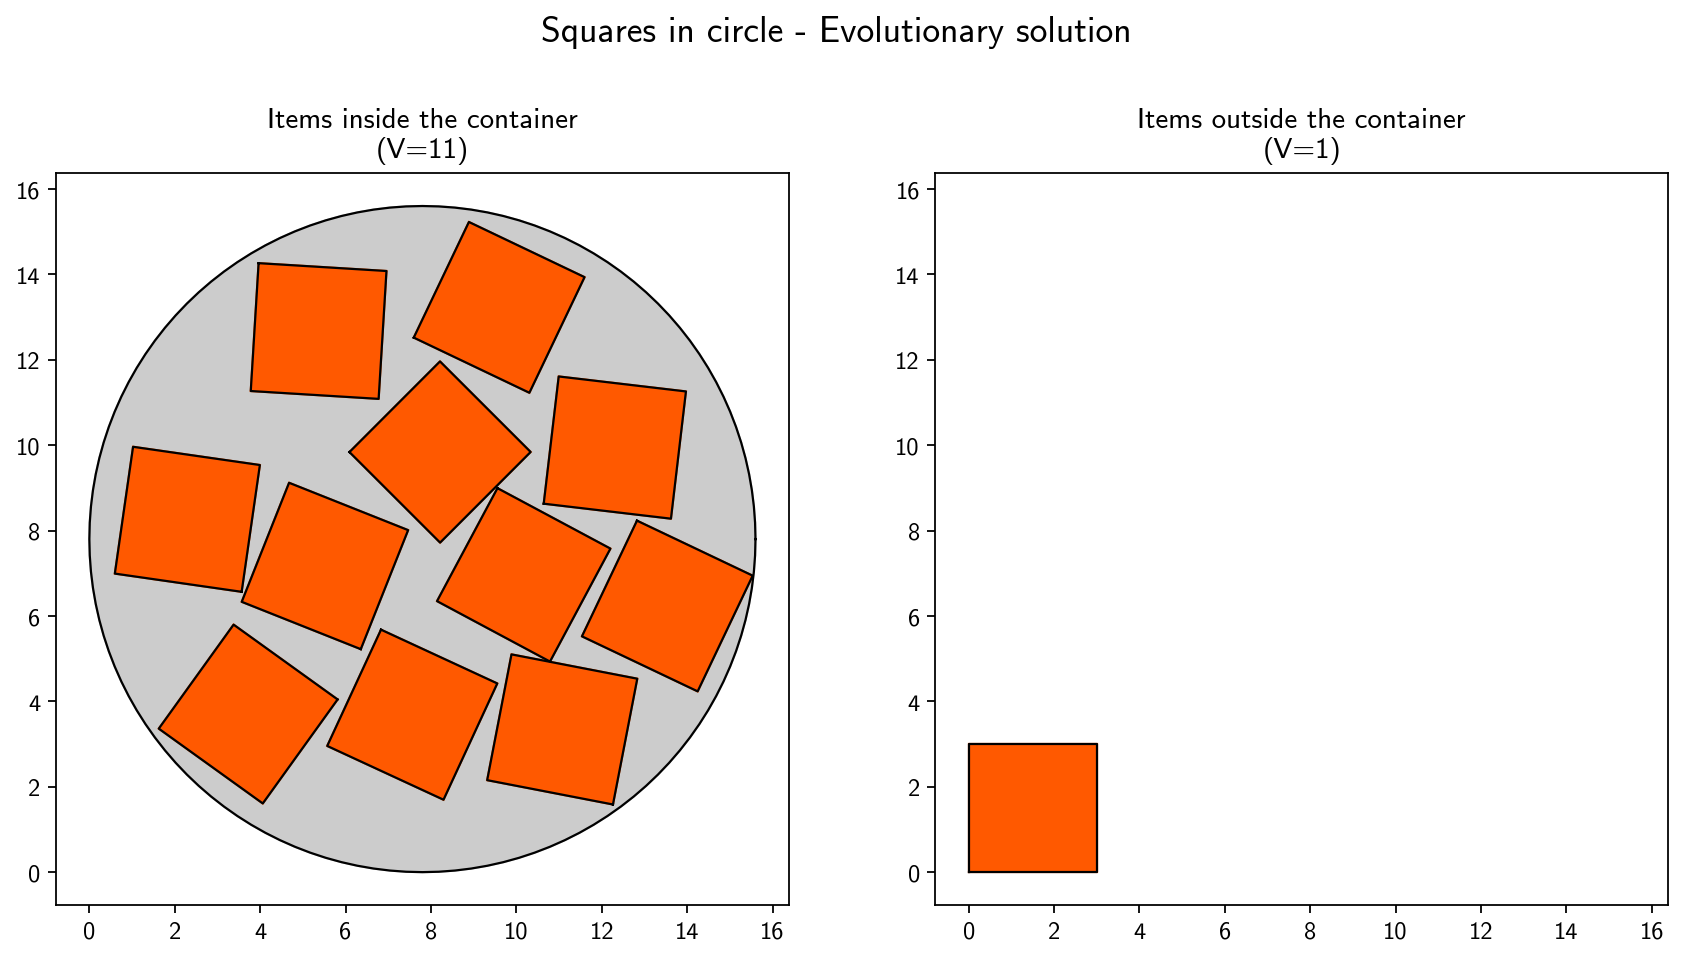 Squares in circle - Evolutionary solution
Items inside the container
(V=11)
16
14
12
10
8
6
4
2
0
0 2 4 6 8 10 12 14 16
Items outside the container
(V=1)
16
14
12
10
8
6
4
2
0
0 2 4 6 8 10 12 14 16